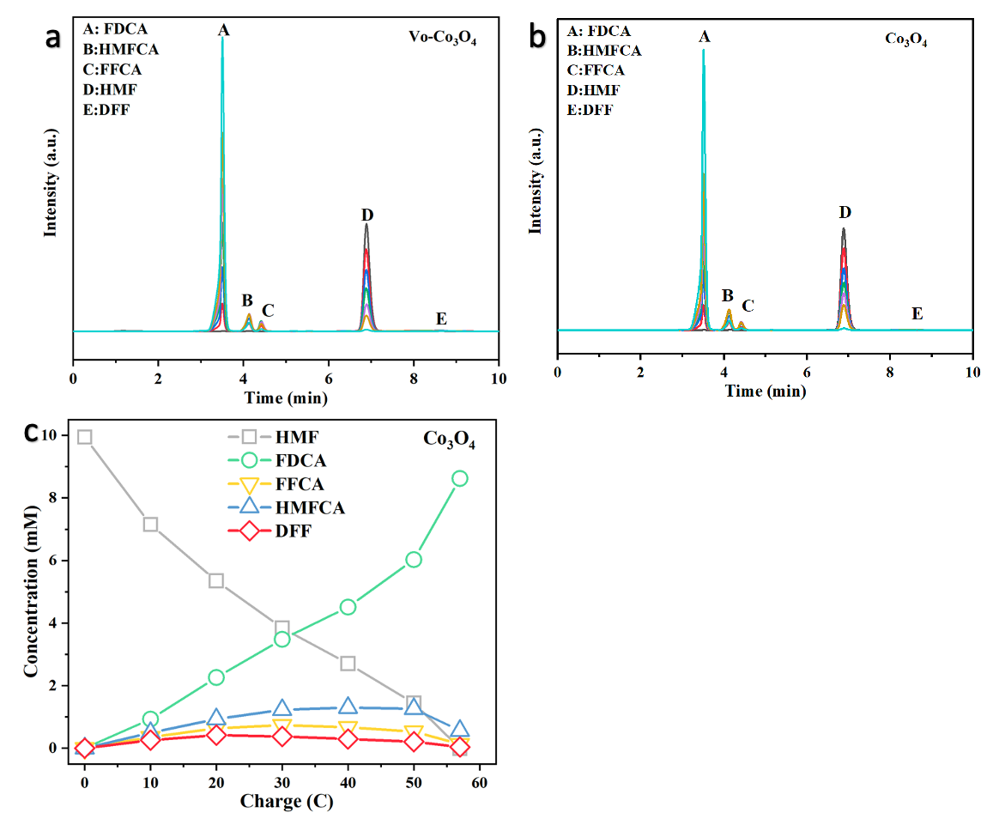 a
A: FDCA
B:HMFCA
C:FFCA
D:HMF
E:DFF
Vo-Co₃O₄
A
B
C
D
E
Intensity (a.u.)
0 2 4 6 8 10
Time (min)
b
A: FDCA
B:HMFCA
C:FFCA
D:HMF
E:DFF
Co₃O₄
A
B
C
D
E
Intensity (a.u.)
0 2 4 6 8 10
Time (min)
c
HMF
FDCA
FFCA
HMFCA
DFF
Co₃O₄
Concentration (mM)
10
8
6
4
2
0
0 10 20 30 40 50 60
Charge (C)